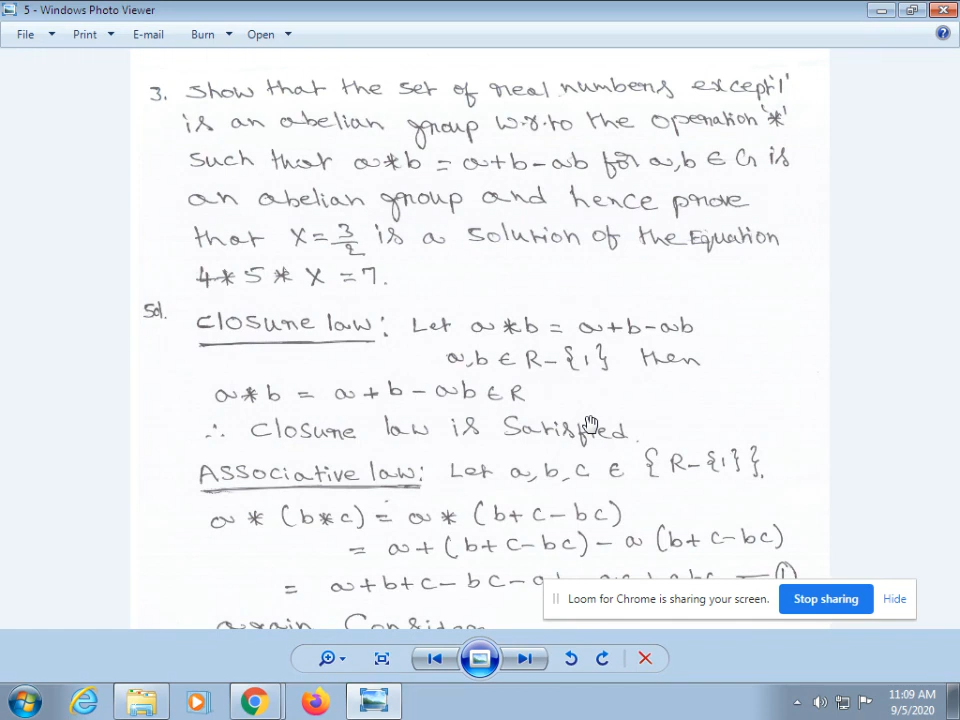 5 - Windows Photo Viewer
File Print E-mail Burn Open
3. Show that the set of real numbers except '1'
is an abelian group w.r.to the operation '*'
such that a*b = a+b-ab for a,b ∈ G is
an abelian group and hence prove
that X = 3/2 is a solution of the Equation
4*5*X = 7.
Sol.
Closure law: Let a*b = a+b-ab
a,b ∈ R-{1} then
a*b = a+b-ab ∈ R
∴ Closure law is Satisfied.
Associative law: Let a,b,c ∈ {R-{1}}.
a*(b*c) = a*(b+c-bc)
= a+(b+c-bc)-a(b+c-bc)
= a+b+c-bc-
Loom for Chrome is sharing your screen. Stop sharing Hide
again Consider
11:09 AM
9/5/2020